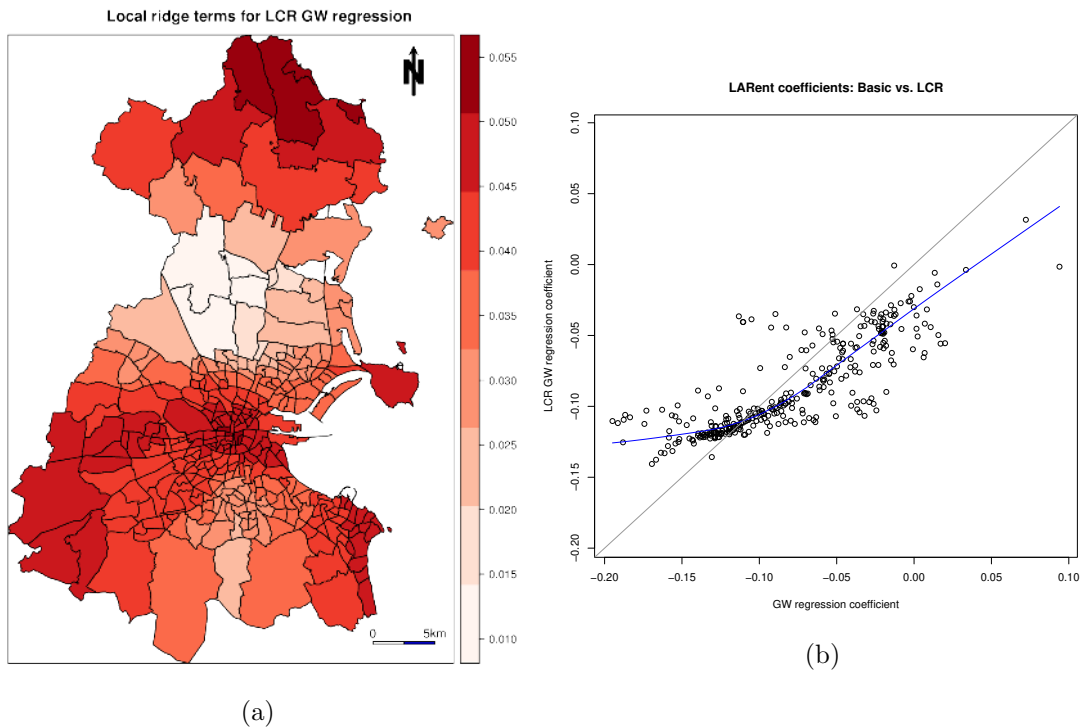 Local ridge terms for LCR GW regression
N
0.055
0.050
0.045
0.040
0.035
0.030
0.025
0.020
0.015
0.010
0 5km
(a)
LARent coefficients: Basic vs. LCR
LCR GW regression coefficient
0.10
0.05
0.00
−0.05
−0.10
−0.15
−0.20
−0.20 −0.15 −0.10 −0.05 0.00 0.05 0.10
GW regression coefficient
(b)